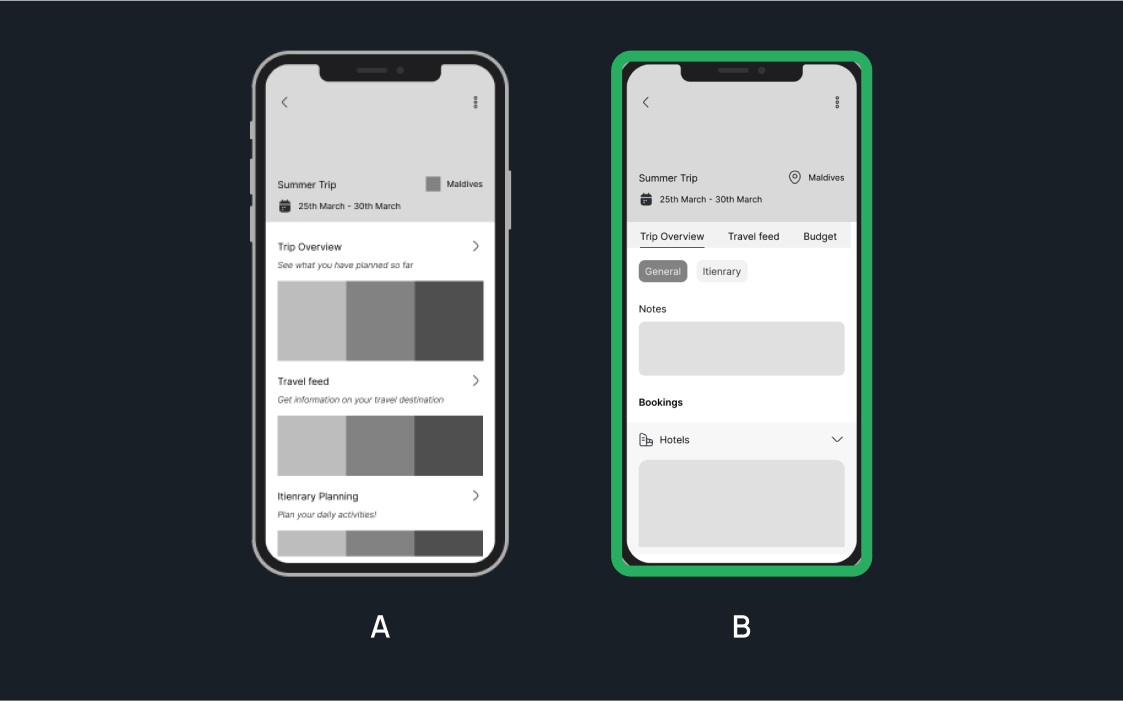 Summer Trip
Maldives
25th March - 30th March
Trip Overview
See what you have planned so far
Travel feed
Get information on your travel destination
Itienrary Planning
Plan your daily activities!
A
Summer Trip
Maldives
25th March - 30th March
Trip Overview Travel feed Budget
General Itienrary
Notes
Bookings
Hotels
B